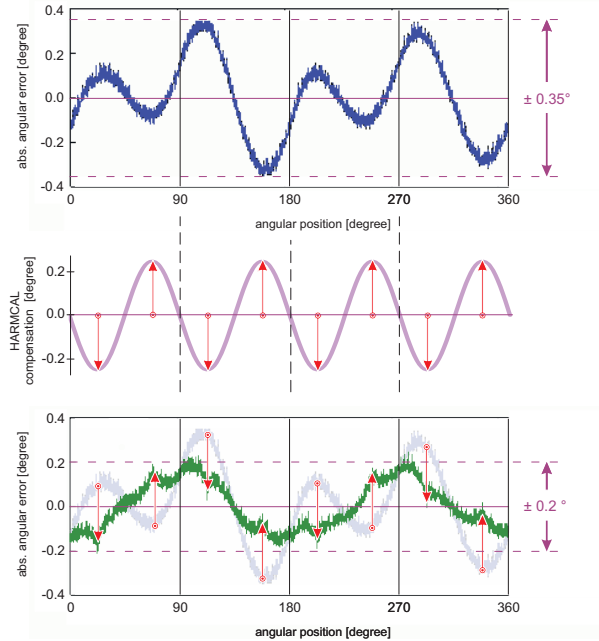 abs. angular error [degree]
0.4
0.2
0.0
-0.2
-0.4
± 0.35°
0 90 180 270 360
angular position [degree]
HARMCAL
compensation [degree]
0.2
0.0
-0.2
abs. angular error [degree]
0.4
0.2
0.0
-0.2
-0.4
± 0.2 °
0 90 180 270 360
angular position [degree]